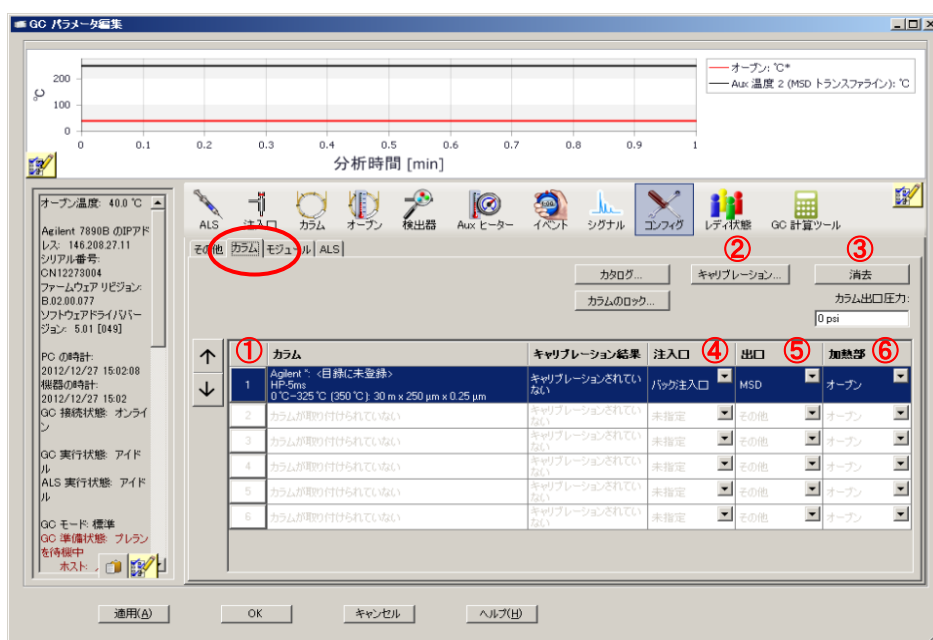 GC パラメータ編集
℃
200
100
0
0 0.1 0.2 0.3 0.4 0.5 0.6 0.7 0.8 0.9 1
分析時間 [min]
オーブン: ℃*
Aux 温度 2 (MSD トランスファライン): ℃
オーブン温度: 40.0 ℃
Agilent 7890B のIPアド
レス: 146.208.27.11
シリアル番号:
CN12273004
ファームウェア リビジョン:
B.02.00.077
ソフトウェアドライババー
ジョン: 5.01 [049]
PC の時計:
2012/12/27 15:02:08
機器の時計:
2012/12/27 15:02
GC 接続状態: オンライ
ン
GC 実行状態: アイド
ル
ALS 実行状態: アイド
ル
GC モード: 標準
GC 準備状態: プレラン
を待機中
ホスト:
ALS 注入口 カラム オーブン 検出器 Aux ヒーター イベント シグナル コンフィグ レディ状態 GC 計算ツール
その他 カラム モジュール ALS
② ③
カタログ... キャリブレーション... 消去
カラムのロック... カラム出口圧力:
0 psi
① カラム キャリブレーション結果 注入口 ④ 出口 ⑤ 加熱部 ⑥
1 Agilent *: <目録に未登録>
HP-5ms
0 ℃-325 ℃ (350 ℃): 30 m x 250 μm x 0.25 μm
キャリブレーションされてい
ない
バック注入口 MSD オーブン
2 カラムが取り付けられていない キャリブレーションされてい
ない 未指定 その他 オーブン
3 カラムが取り付けられていない キャリブレーションされてい
ない 未指定 その他 オーブン
4 カラムが取り付けられていない キャリブレーションされてい
ない 未指定 その他 オーブン
5 カラムが取り付けられていない キャリブレーションされてい
ない 未指定 その他 オーブン
6 カラムが取り付けられていない キャリブレーションされてい
ない 未指定 その他 オーブン
適用(A) OK キャンセル ヘルプ(H)